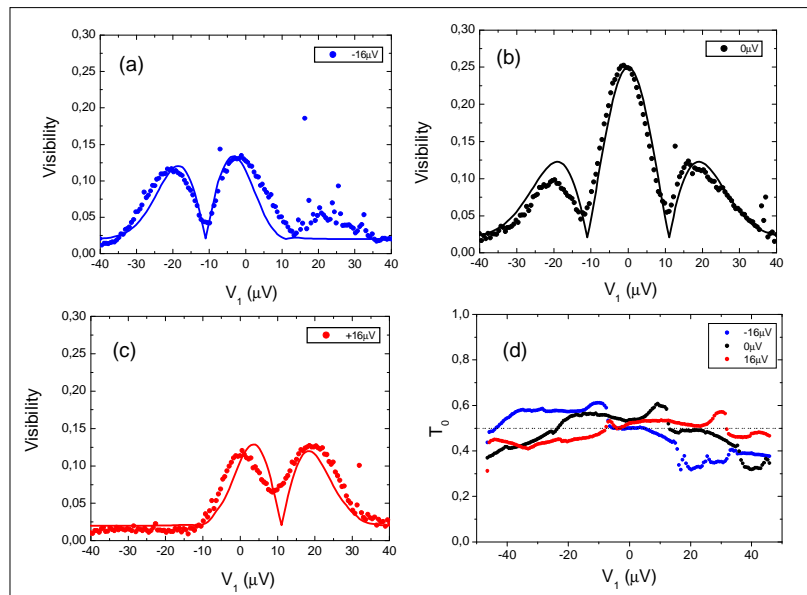 (a)
-16µV
0,30
0,25
0,20
0,15
0,10
0,05
0,00
Visibility
-40 -30 -20 -10 0 10 20 30 40
V1 (µV)
(b)
0µV
0,30
0,25
0,20
0,15
0,10
0,05
0,00
Visibility
-40 -30 -20 -10 0 10 20 30 40
V1 (µV)
(c)
+16µV
0,30
0,25
0,20
0,15
0,10
0,05
0,00
Visibility
-40 -30 -20 -10 0 10 20 30 40
V1 (µV)
(d)
-16µV
0µV
16µV
1,0
0,8
0,6
0,4
0,2
0,0
T0
-40 -20 0 20 40
V1 (µV)